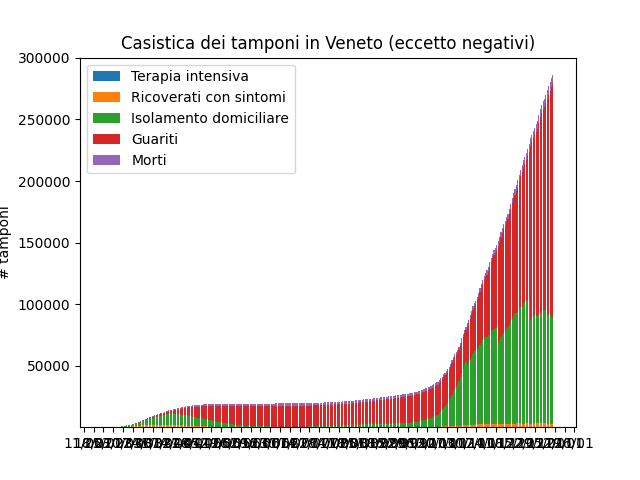 Casistica dei tamponi in Veneto (eccetto negativi)
300000
250000
200000
150000
100000
50000
# tamponi
Terapia intensiva
Ricoverati con sintomi
Isolamento domiciliare
Guariti
Morti